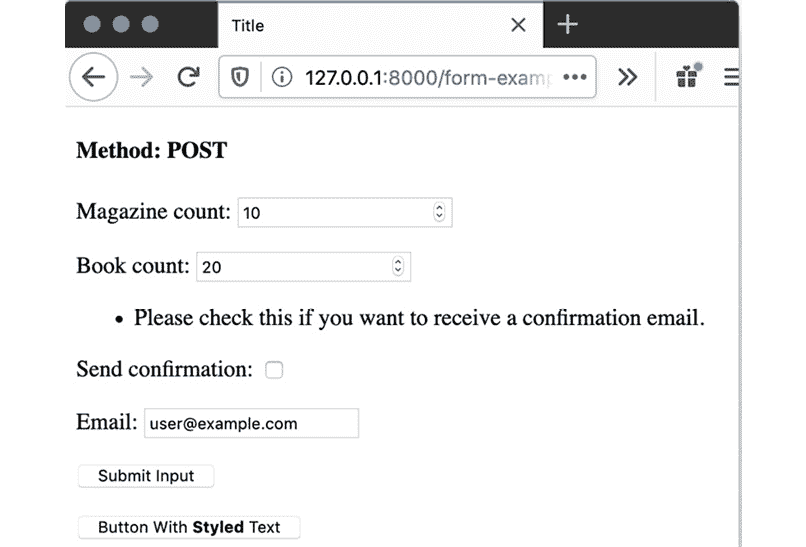 Title
127.0.0.1:8000/form-examp
Method: POST
Magazine count: 10
Book count: 20
• Please check this if you want to receive a confirmation email.
Send confirmation:
Email: user@example.com
Submit Input
Button With Styled Text